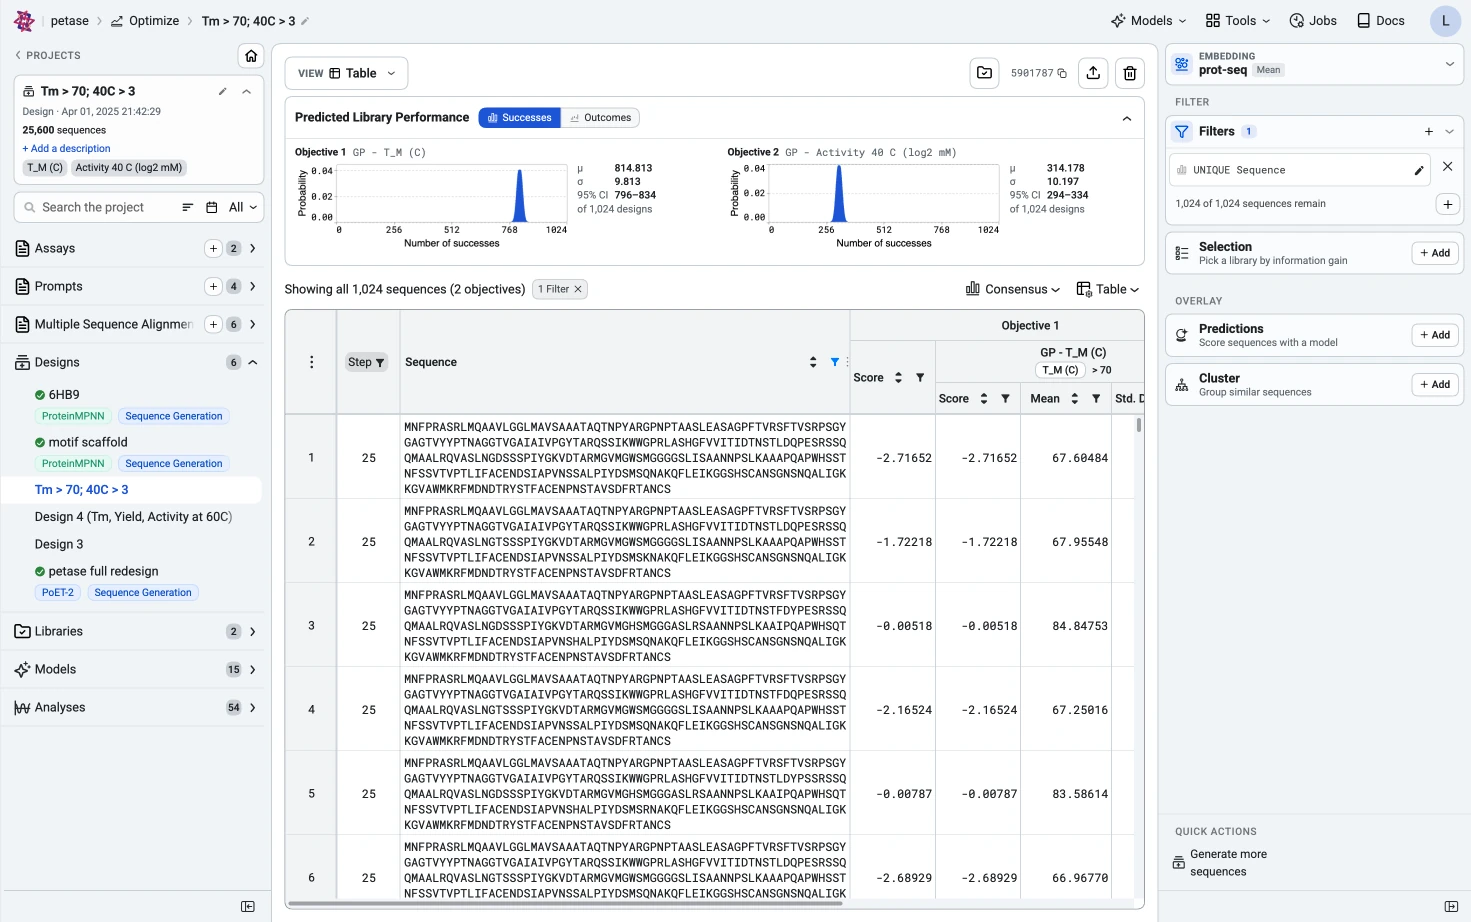 petase
Optimize
Tm > 70; 40C > 3
Models
Tools
Jobs
Docs
L
PROJECTS
Tm > 70; 40C > 3
Design · Apr 01, 2025 21:42:29
25,600 sequences
+ Add a description
T_M (C)
Activity 40 C (log2 mM)
Search the project
All
Assays
+
2
Prompts
+
4
Multiple Sequence Alignmen
+
6
Designs
6
6HB9
ProteinMPNN
Sequence Generation
motif scaffold
ProteinMPNN
Sequence Generation
Tm > 70; 40C > 3
Design 4 (Tm, Yield, Activity at 60C)
Design 3
petase full redesign
PoET-2
Sequence Generation
Libraries
2
Models
15
Analyses
54
VIEW
Table
5901787
Predicted Library Performance
Successes
Outcomes
Objective 1 GP - T_M (C)
Probability
0.04
0.02
0.00
0
256
512
768
1024
Number of successes
μ 814.813
σ 9.813
95% CI 796–834
of 1,024 designs
Objective 2 GP - Activity 40 C (log2 mM)
Probability
0.04
0.02
0.00
0
256
512
768
1024
Number of successes
μ 314.178
σ 10.197
95% CI 294–334
of 1,024 designs
Showing all 1,024 sequences (2 objectives)
1 Filter ×
Consensus
Table
Step
Sequence
Objective 1
Score
GP - T_M (C)
T_M (C) > 70
Score
Mean
Std. D
1
25
MNFPRASRLMQAAVLGGLMAVSAAATAQTNPYARGPNPTAASLEASAGPFTVRSFTVSRPSGY
GAGTVYYPTNAGGTVGAIAIVPGYTARQSSIKWWGPRLASHGFVVITIDTNSTLDQPESRSSQ
QMAALRQVASLNGDSSSPIYGKVDTARMGVMGWSMGGGGSLISAANNPSLKAAAPQAPWHSST
NFSSVTVPTLIFACENDSIAPVNSSALPIYDSMSQNAKQFLEIKGGSHSCANSGNSNQALIGK
KGVAWMKRFMDNDTRYSTFACENPNSTAVSDFRTANCS
-2.71652
-2.71652
67.60484
2
25
MNFPRASRLMQAAVLGGLMAVSAAATAQTNPYARGPNPTAASLEASAGPFTVRSFTVSRPSGY
GAGTVYYPTNAGGTVGAIAIVPGYTARQSSIKWWGPRLASHGFVVITIDTNSTLDQPESRSSQ
QMAALRQVASLNGDSSSPIYGKVDTARMGVMGWSMGGGGSLISAANNPSLKAAAPQAPWHSST
NFSSVTVPTLIFACENDSIAPVNSSALPIYDSMSKNAKQFLEIKGGSHSCANSGNSNQALIGK
KGVAWMKRFMDNDTRYSTFACENPNSTAVSDFRTANCS
-1.72218
-1.72218
67.95548
3
25
MNFPRASRLMQAAVLGGLMAVSAAATAQTNPYARGPNPTAASLEASAGPFTVRSFTVSRPSGY
GAGTVYYPTNAGGTVGAIAIVPGYTARQSSIKWWGPRLASHGFVVITIDTNSTFDYPESRSSQ
QMAALRQVASLNGDSSSPIYGKVDTARMGVMGHSMGGGASLRSAANNPSLKAAIPQAPWHSQT
NFSSVTVPTLIFACENDSIAPVNSHALPIYDSMSQNAKQFLEIKGGSHSCANSGNSNQALIGK
KGVAWMKRFMDNDTRYSTFACENPNSTAVSDFRTANCS
-0.00518
-0.00518
84.84753
4
25
MNFPRASRLMQAAVLGGLMAVSAAATAQTNPYARGPNPTAASLEASAGPFTVRSFTVSRPSGY
GAGTVYYPTNAGGTVGAIAIVPGYTARQSSIKWWGPRLASHGFVVITIDTNSTFDQPESRSSQ
QMAALRQVASLNGDSSSPIYGKVDTARMGVMGWSMGGGGSLISAANNPSLKAAAPQAPWHSST
NFSSVTVPTLIFACENDSIAPVNSSALPIYDSMSQNAKQFLEIKGGSHSCANSGNSNQALIGK
KGVAWMKRFMDNDTRYSTFACENPNSTAVSDFRTANCS
-2.16524
-2.16524
67.25016
5
25
MNFPRASRLMQAAVLGGLMAVSAAATAQTNPYARGPNPTAASLEASAGPFTVRSFTVSRPSGY
GAGTVYYPTNAGGTVGAIAIVPGYTARQSSIKWWGPRLASHGFVVITIDTNSTLDYPSSRSSQ
QMAALRQVASLNGDSSSPIYGKVDTARMGVMGHSMGGGASLRSAANNPSLKAAAPQAPWHSQT
NFSSVTVPTLIFACENDSIAPVNSHALPIYDSMSRNAKQFLEIKGGSHSCANSGNSNQALIGK
KGVAWMKRFMDNDTRYSTFACENPNSTAVSDFRTANCS
-0.00787
-0.00787
83.58614
6
25
MNFPRASRLMQAAVLGGLMAVSAAATAQTNPYARGPNPTAASLEASAGPFTVRSFTVSRPSGY
GAGTVYYPTNAGGTVGAIAIVPGYTARQSSIKWWGPRLASHGFVVITIDTNSTLDQPESRSSQ
QMAALRQVASLNGDSSSPIYGKVDTARMGVMGWSMGGGGSLISAANNPSLKAAAPQAPWHSST
NFSSVTVPTLIFACENDSIAPVNSSALPIYDSMSQNAKQFLEIKGGSHSCANSGNSNQALIGK
-2.68929
-2.68929
66.96770
EMBEDDING
prot-seq Mean
FILTER
Filters 1
UNIQUE Sequence
1,024 of 1,024 sequences remain
Selection
Pick a library by information gain
+ Add
OVERLAY
Predictions
Score sequences with a model
+ Add
Cluster
Group similar sequences
+ Add
QUICK ACTIONS
Generate more
sequences